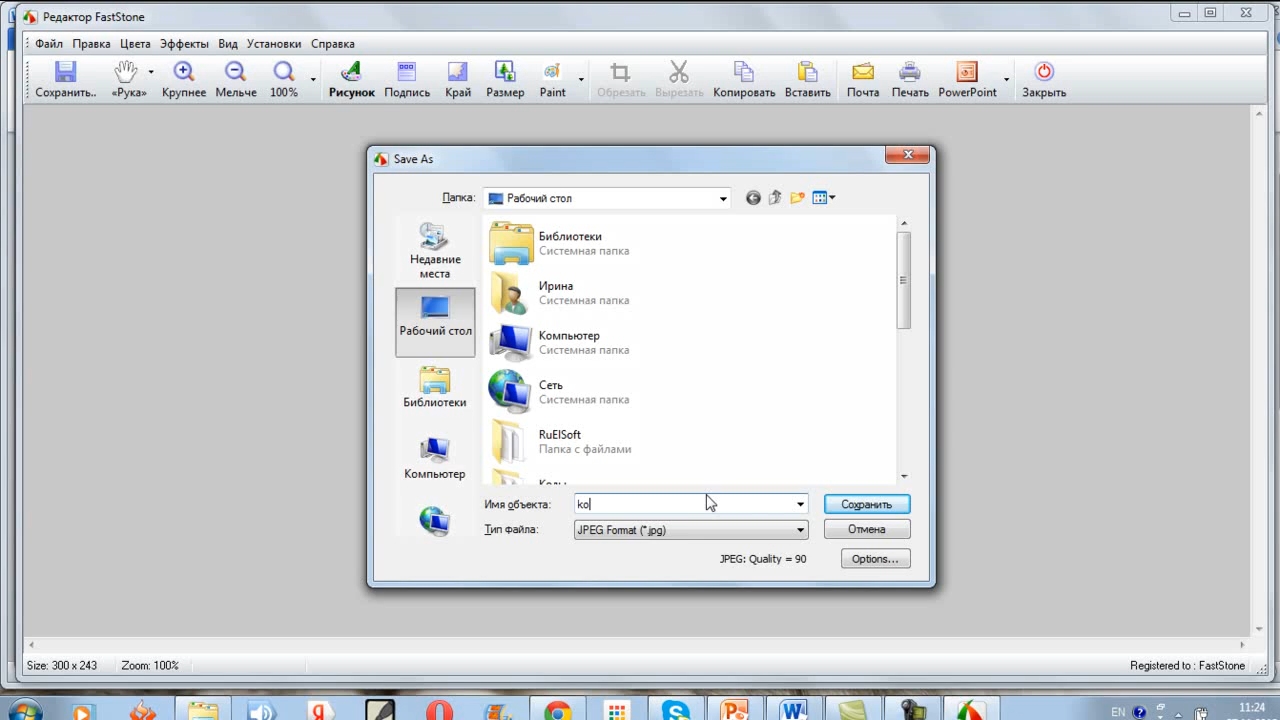 Редактор FastStone
Файл Правка Цвета Эффекты Вид Установки Справка
Сохранить.. «Рука» Крупнее Мельче 100% Рисунок Подпись Край Размер Paint Обрезать Вырезать Копировать Вставить Почта Печать PowerPoint Закрыть
Save As
Папка: Рабочий стол
Библиотеки
Системная папка
Ирина
Системная папка
Компьютер
Системная папка
Сеть
Системная папка
RuElSoft
Папка с файлами
Недавние места
Рабочий стол
Библиотеки
Компьютер
Имя объекта: ko
Сохранить
Тип файла: JPEG Format (*.jpg)
Отмена
JPEG: Quality = 90
Options...
Size: 300 x 243 Zoom: 100% Registered to : FastStone
EN 11:24